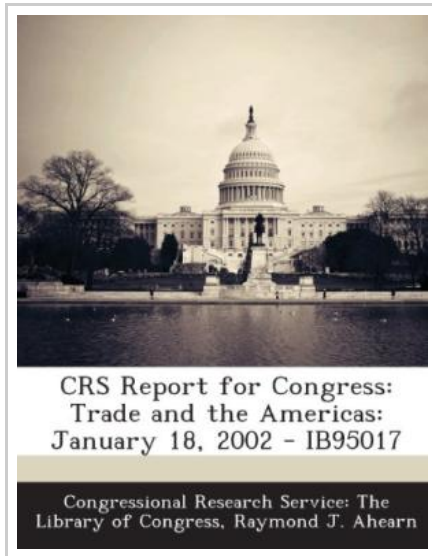 CRS Report for Congress:
Trade and the Americas:
January 18, 2002 - IB95017
Congressional Research Service: The
Library of Congress, Raymond J. Ahearn